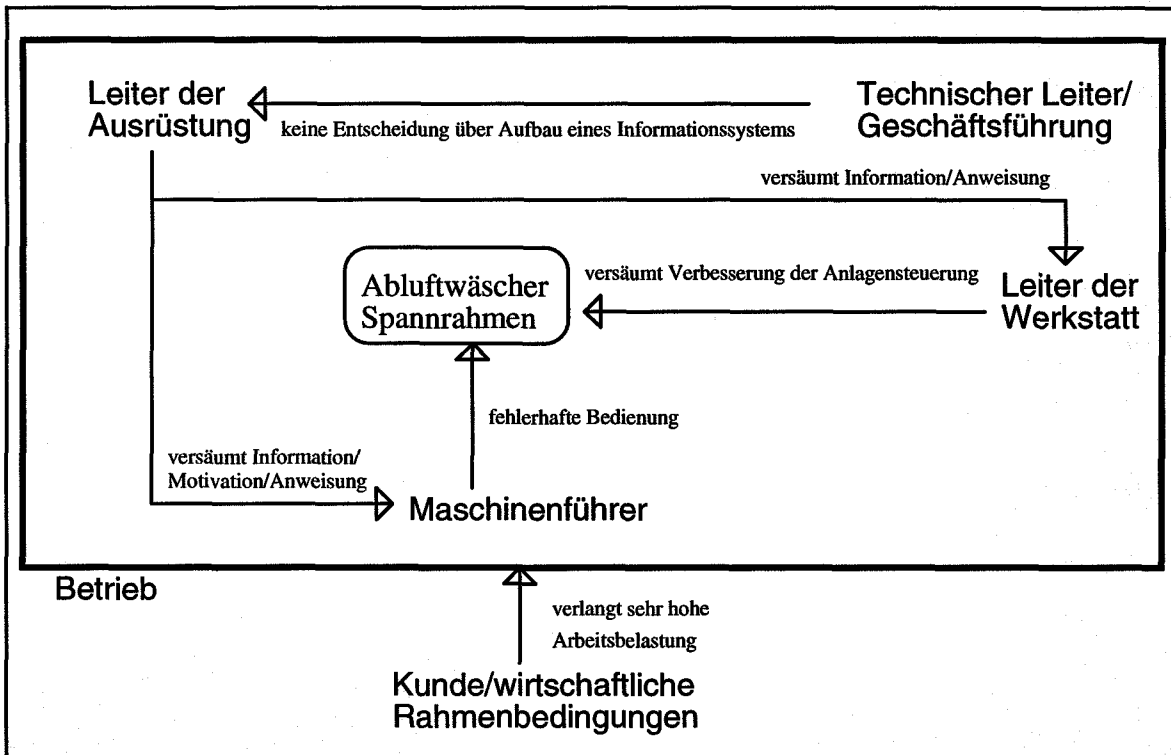 Leiter der
Ausrüstung
Technischer Leiter/
Geschäftsführung
keine Entscheidung über Aufbau eines Informationssystems
versäumt Information/Anweisung
Abluftwäscher
Spannrahmen
versäumt Verbesserung der Anlagensteuerung
Leiter der
Werkstatt
fehlerhafte Bedienung
versäumt Information/
Motivation/Anweisung
Maschinenführer
Betrieb
verlangt sehr hohe
Arbeitsbelastung
Kunde/wirtschaftliche
Rahmenbedingungen